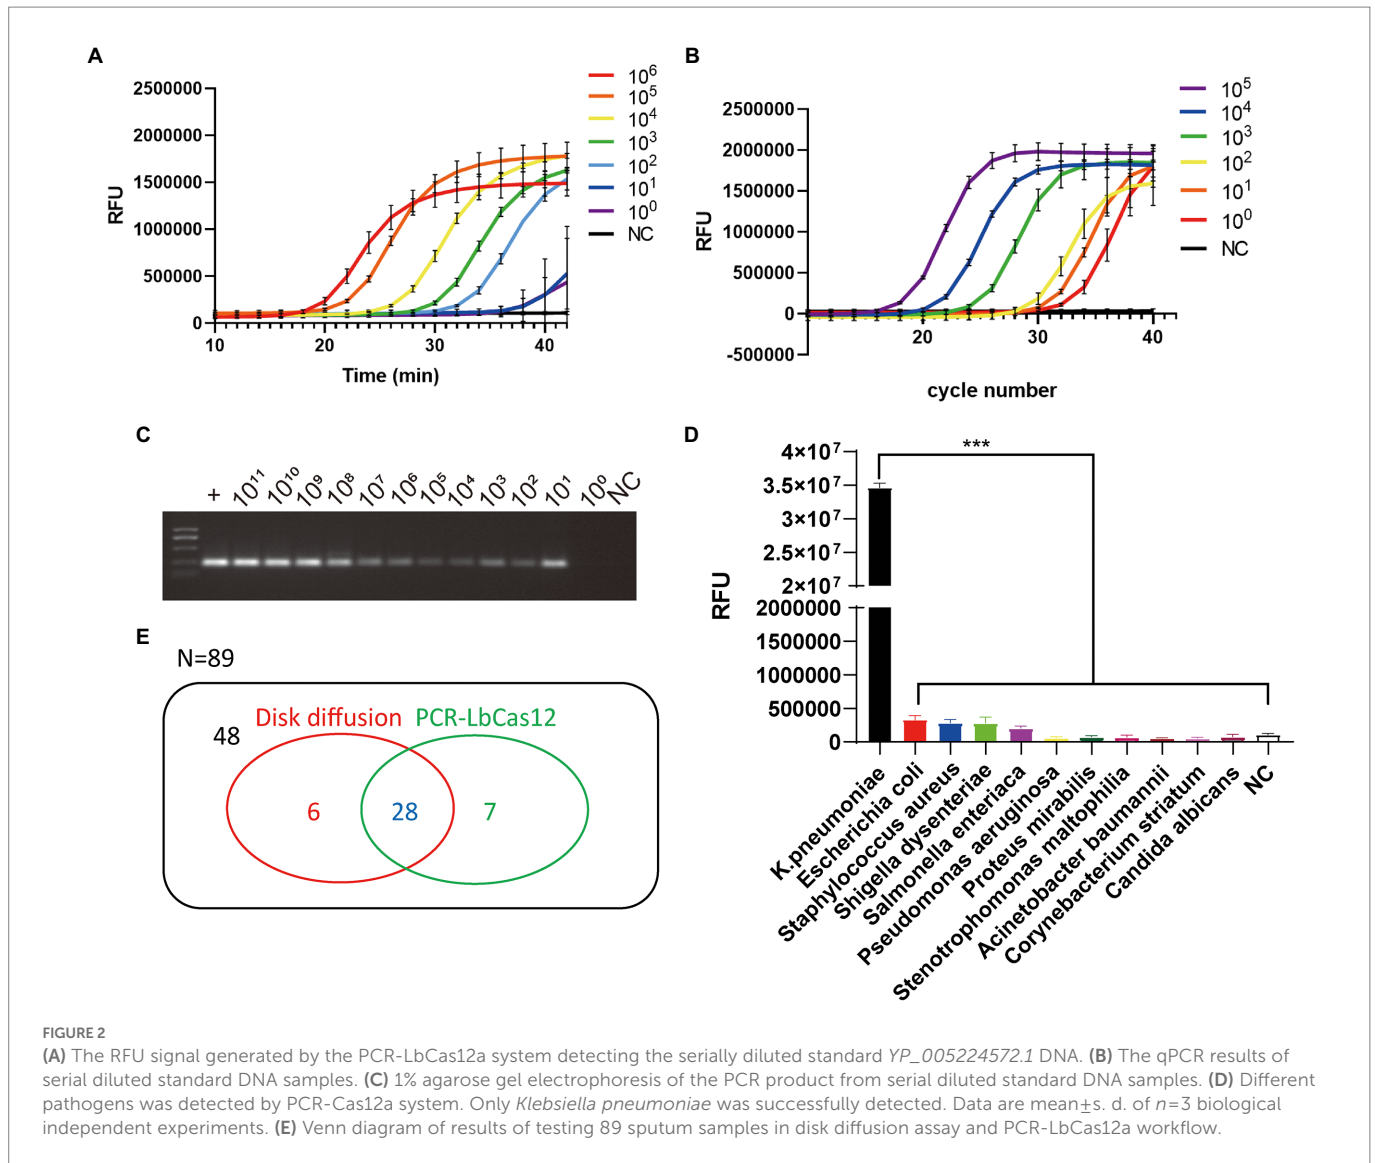 A
2500000
2000000
1500000
1000000
500000
0
RFU
10 20 30 40
Time (min)
10⁶
10⁵
10⁴
10³
10²
10¹
10⁰
NC
B
2500000
2000000
1500000
1000000
500000
0
-500000
RFU
20 30 40
cycle number
10⁵
10⁴
10³
10²
10¹
10⁰
NC
C
+ 10¹¹ 10¹⁰ 10⁹ 10⁸ 10⁷ 10⁶ 10⁵ 10⁴ 10³ 10² 10¹ 10⁰ NC
D
4×10⁷
3.5×10⁷
3×10⁷
2.5×10⁷
2×10⁷
2000000
1500000
1000000
500000
0
RFU
***
K.pneumoniae
Escherichia coli
Staphylococcus aureus
Shigella dysenteriae
Salmonella enteriaca
Pseudomonas aeruginosa
Proteus mirabilis
Stenotrophomonas maltophilia
Acinetobacter baumannii
Corynebacterium striatum
Candida albicans
NC
E
N=89
48
Disk diffusion PCR-LbCas12
6 28 7
FIGURE 2
(A) The RFU signal generated by the PCR-LbCas12a system detecting the serially diluted standard YP_005224572.1 DNA. (B) The qPCR results of
serial diluted standard DNA samples. (C) 1% agarose gel electrophoresis of the PCR product from serial diluted standard DNA samples. (D) Different
pathogens was detected by PCR-Cas12a system. Only Klebsiella pneumoniae was successfully detected. Data are mean±s. d. of n=3 biological
independent experiments. (E) Venn diagram of results of testing 89 sputum samples in disk diffusion assay and PCR-LbCas12a workflow.